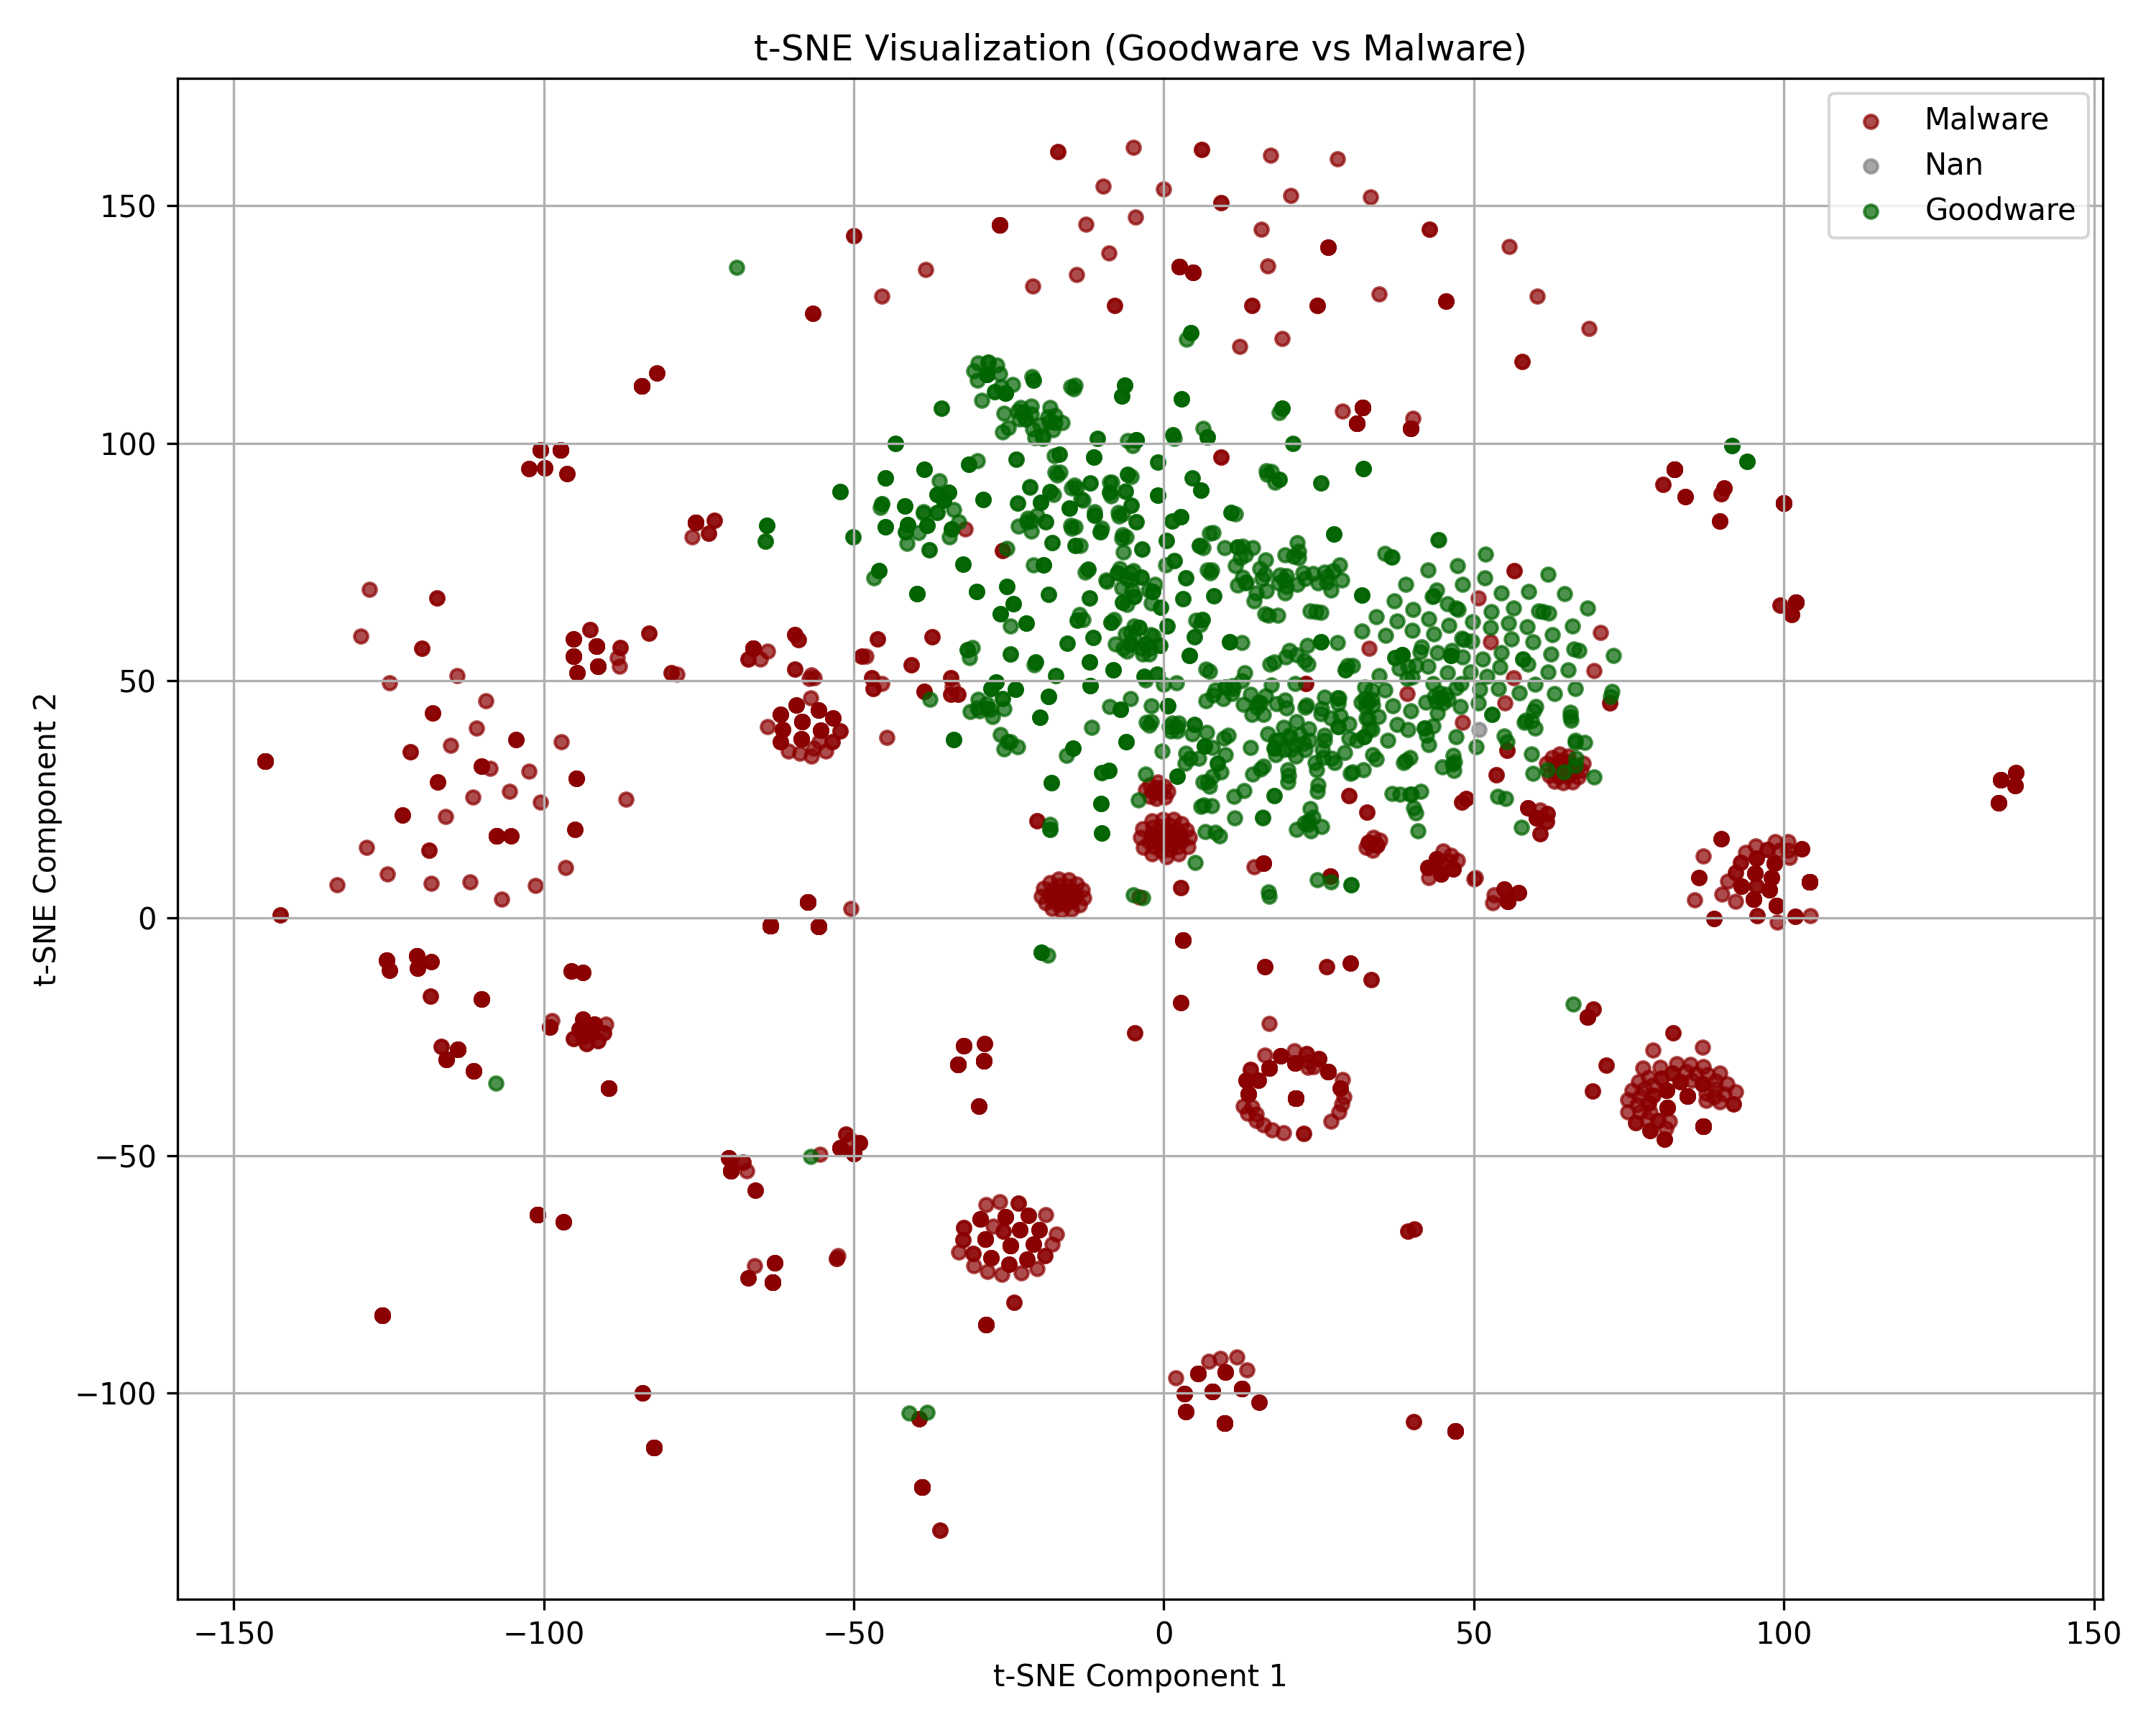 t-SNE Visualization (Goodware vs Malware)
Malware
Nan
Goodware
150
100
50
0
−50
−100
t-SNE Component 2
−150
−100
−50
0
50
100
150
t-SNE Component 1